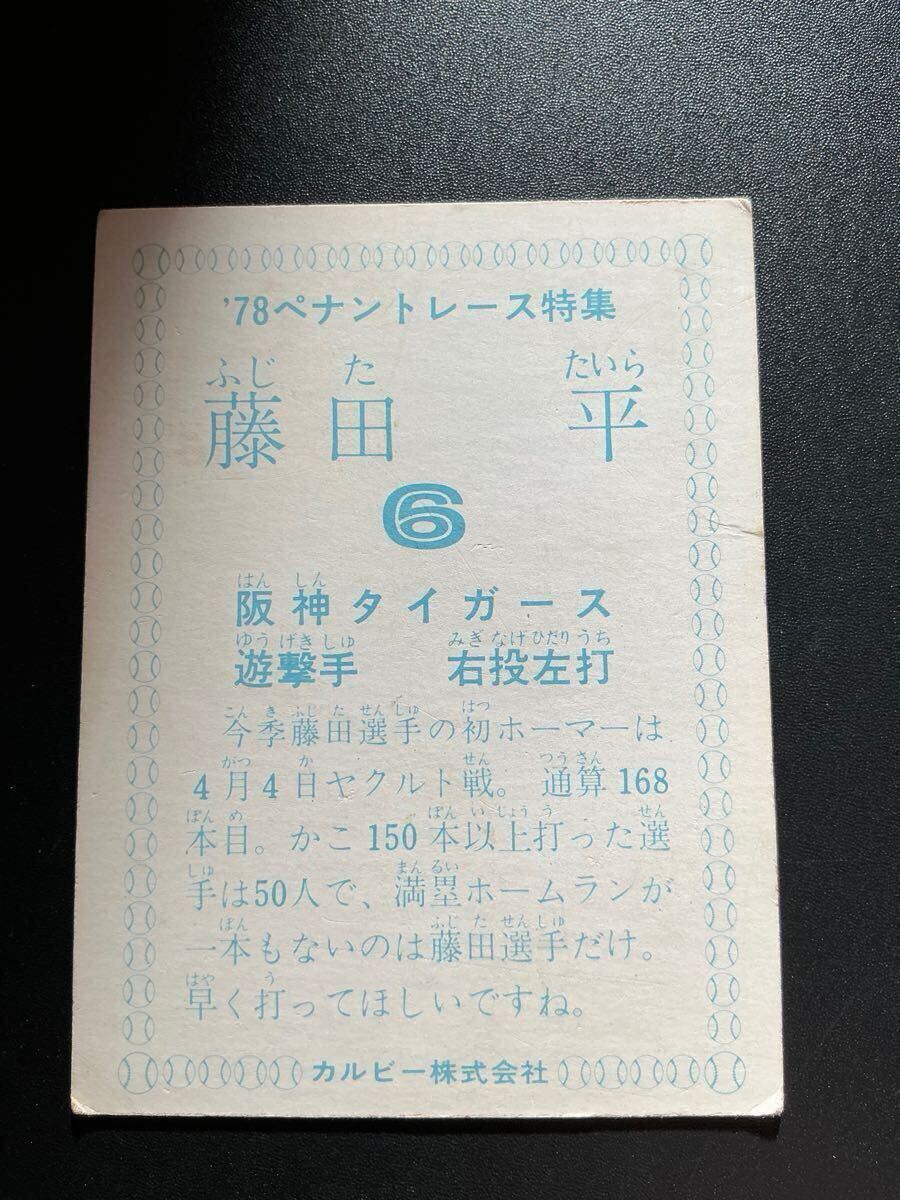 '78ペナントレース特集
ふじ た たいら
藤田 平
6
はん しん
阪神タイガース
ゆう げき しゅ みぎ なげ ひだり うち
遊撃手 右投左打
こん き ふじ た せん しゅ はつ
今季藤田選手の初ホーマーは
がつ か せん つう さん
4月4日ヤクルト戦。通算168
ぽん め ぽん い じょう う せん
本目。かこ150本以上打った選
しゅ まん るい
手は50人で、満塁ホームランが
ぽん ふじ た せん しゅ
一本もないのは藤田選手だけ。
はや う
早く打ってほしいですね。
カルビー株式会社